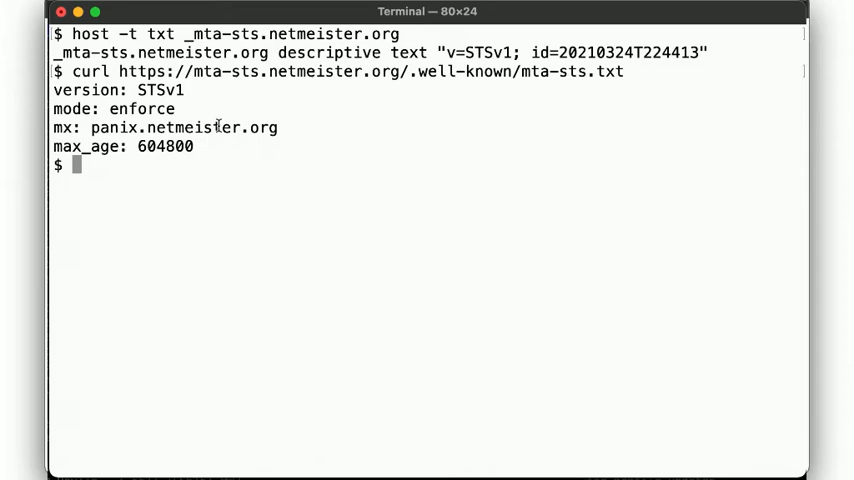 Terminal — 80×24
$ host -t txt _mta-sts.netmeister.org
_mta-sts.netmeister.org descriptive text "v=STSv1; id=20210324T224413"
$ curl https://mta-sts.netmeister.org/.well-known/mta-sts.txt
version: STSv1
mode: enforce
mx: panix.netmeister.org
max_age: 604800
$